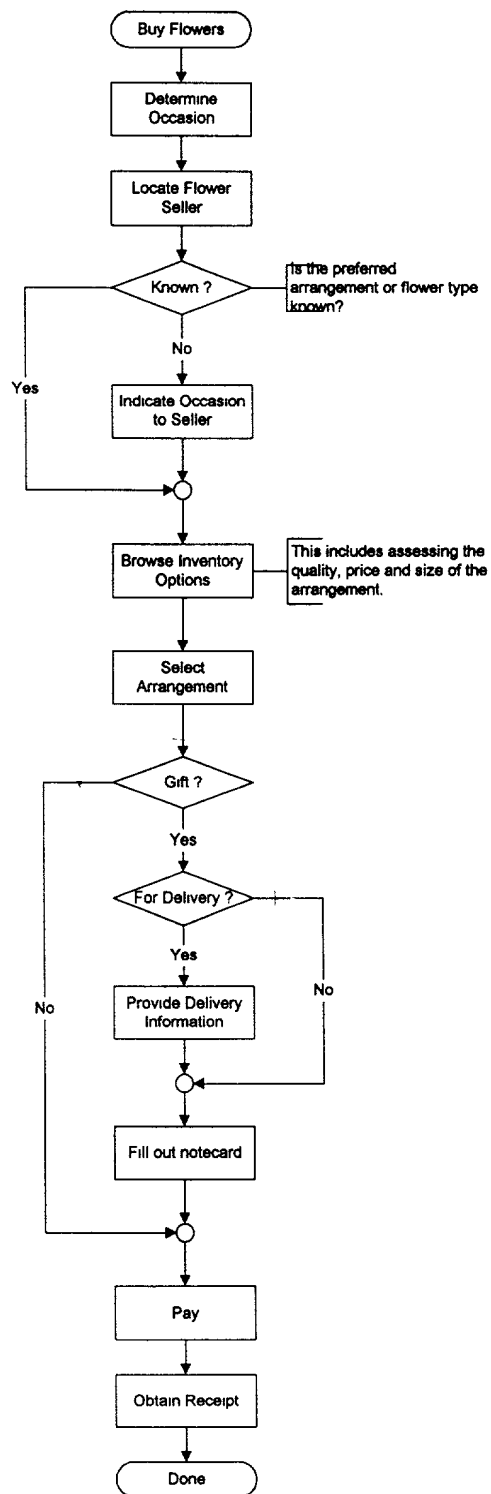 Buy Flowers
Determine
Occasion
Locate Flower
Seller
Known ?
Is the preferred
arrangement or flower type
known?
No
Yes
Indicate Occasion
to Seller
Browse Inventory
Options
This includes assessing the
quality, price and size of the
arrangement.
Select
Arrangement
Gift ?
Yes
For Delivery ?
Yes
No
No
Provide Delivery
Information
Fill out notecard
Pay
Obtain Receipt
Done